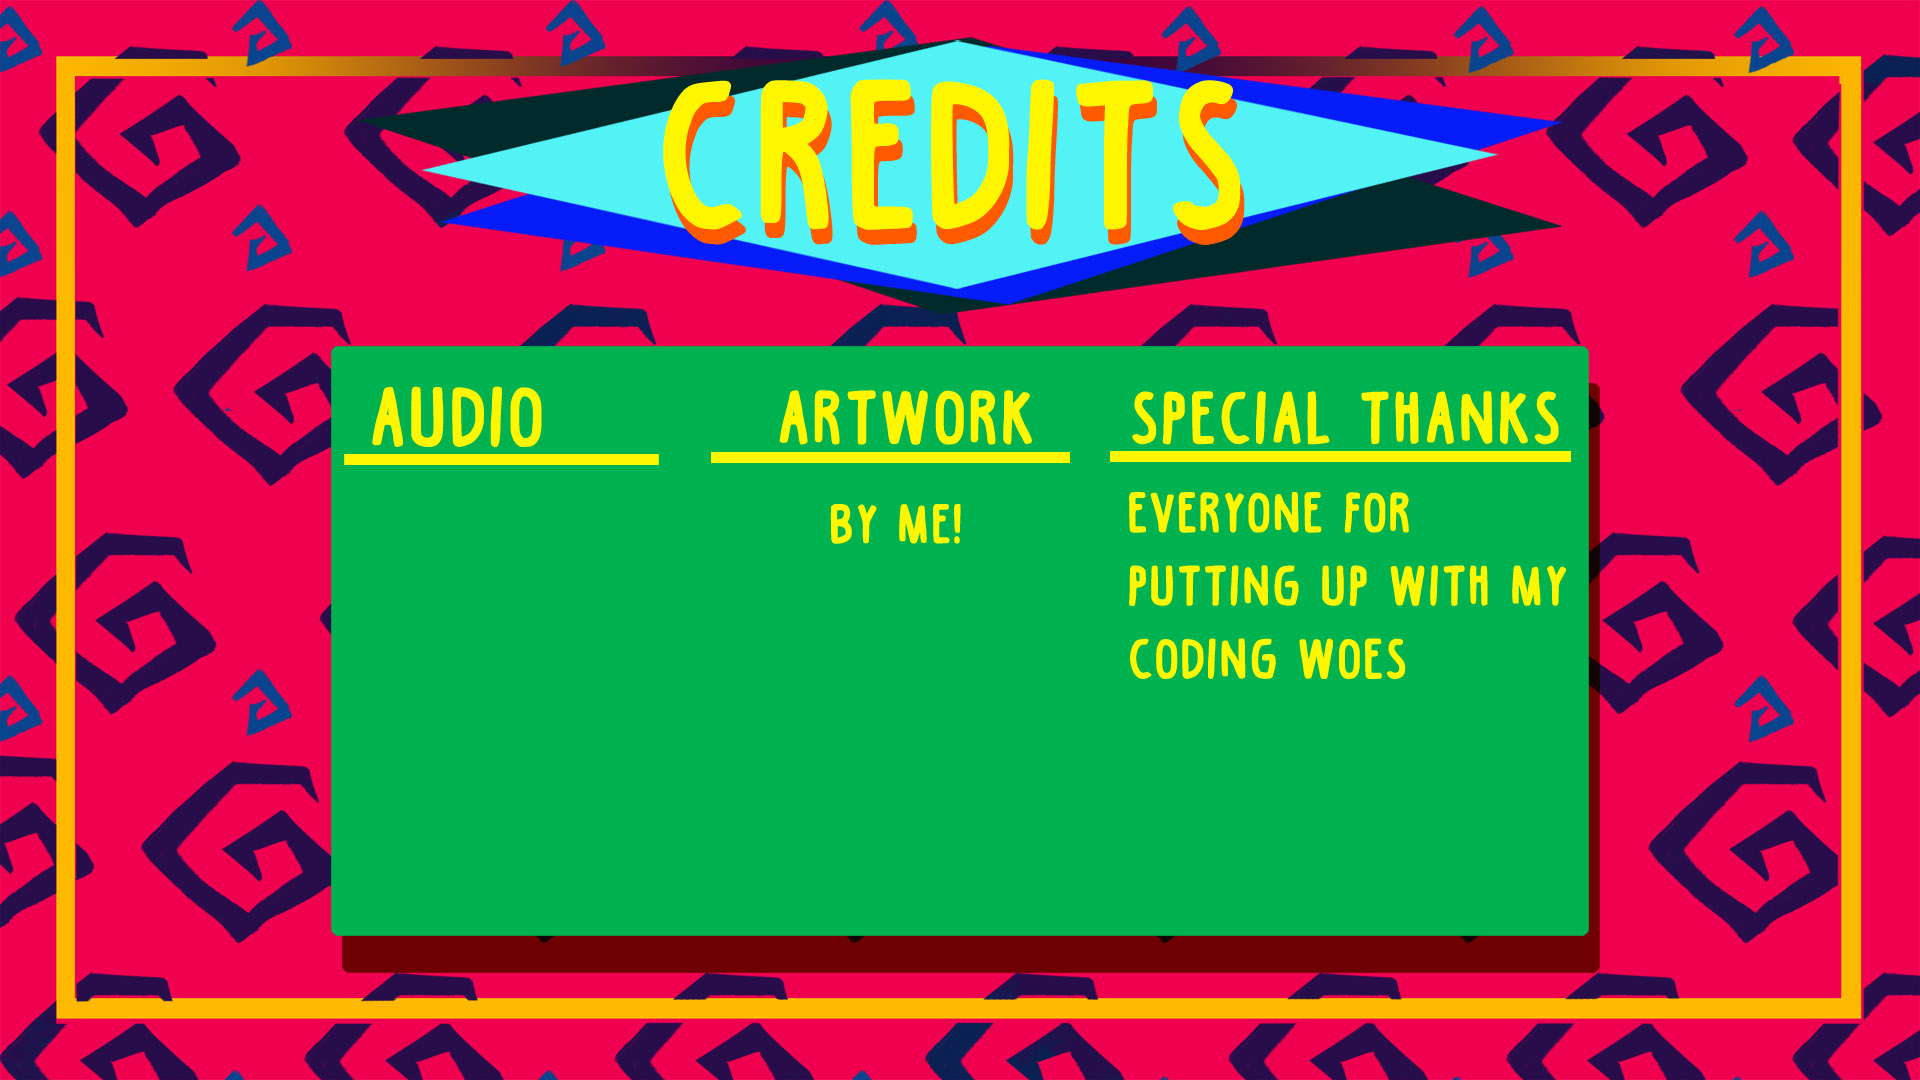 CREDITS
AUDIO
ARTWORK
BY ME!
SPECIAL THANKS
EVERYONE FOR
PUTTING UP WITH MY
CODING WOES